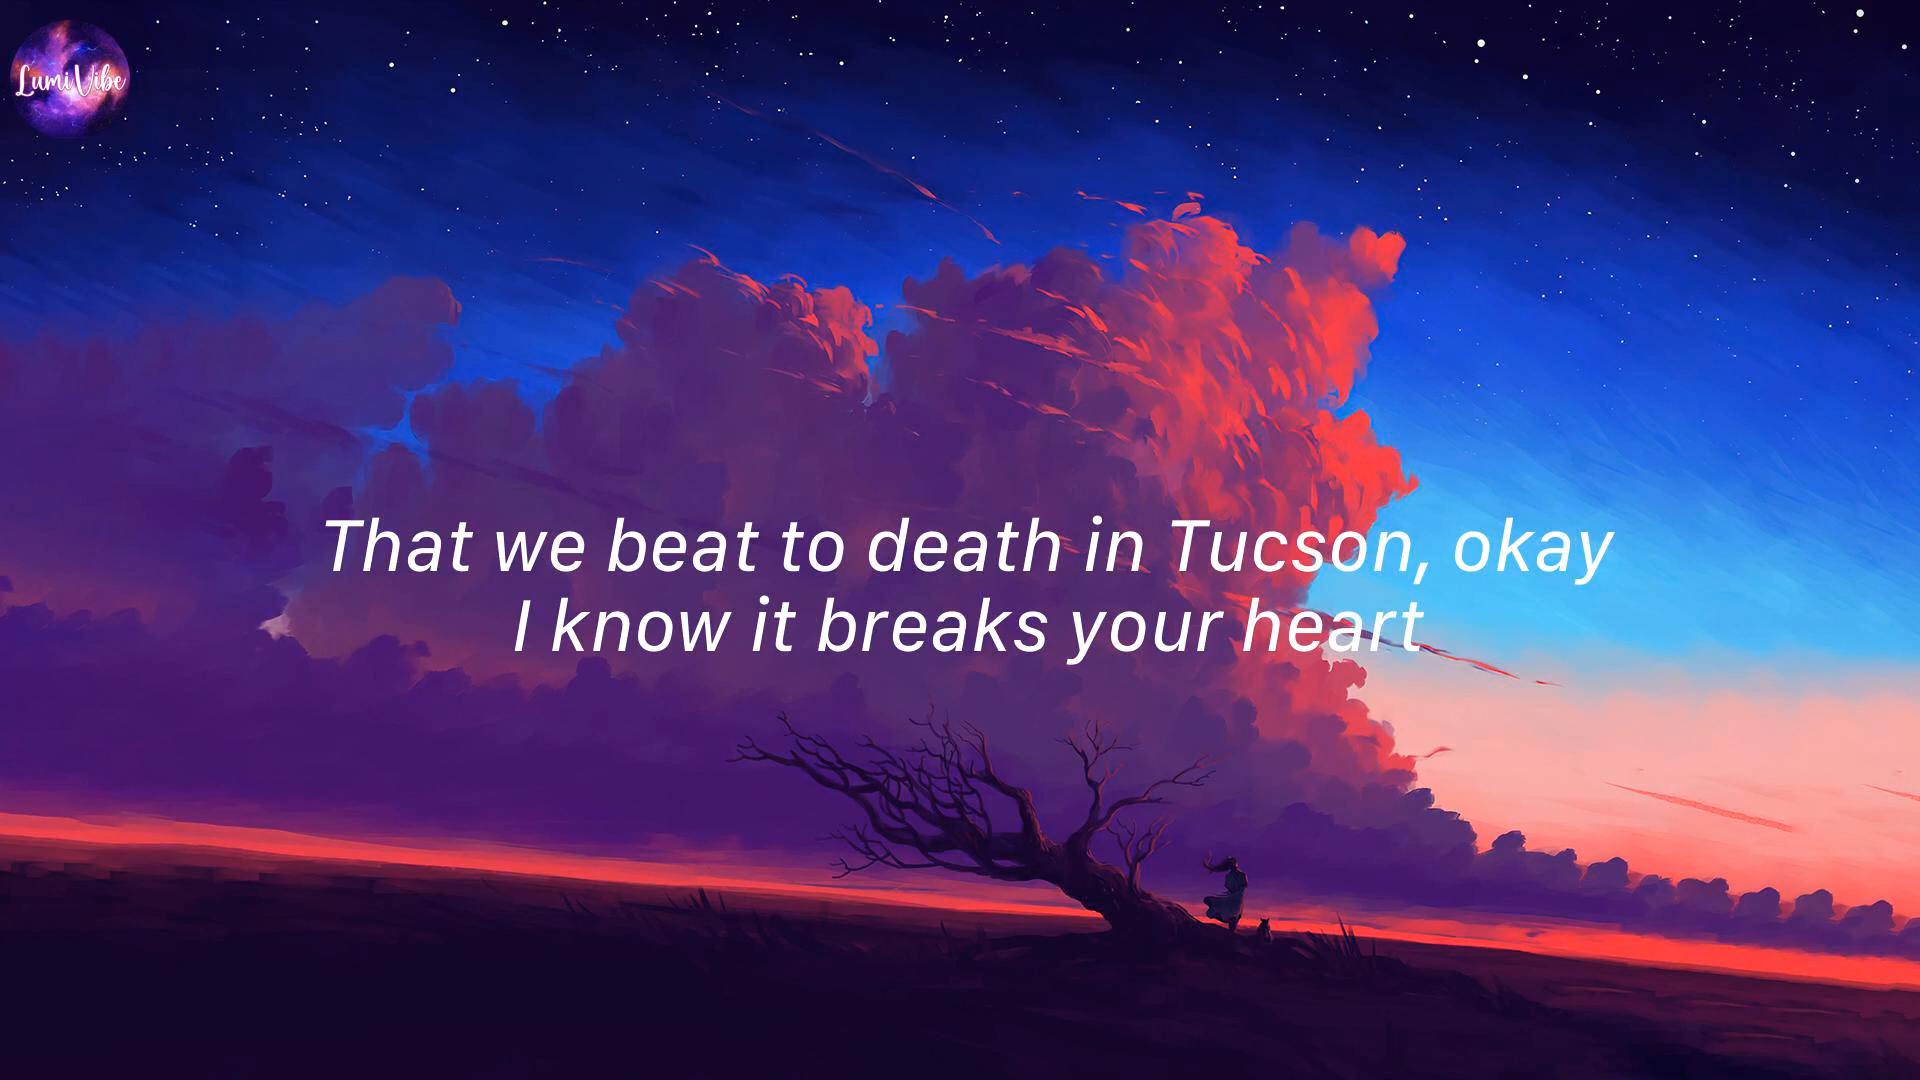 LumiVibe
That we beat to death in Tucson, okay
I know it breaks your heart